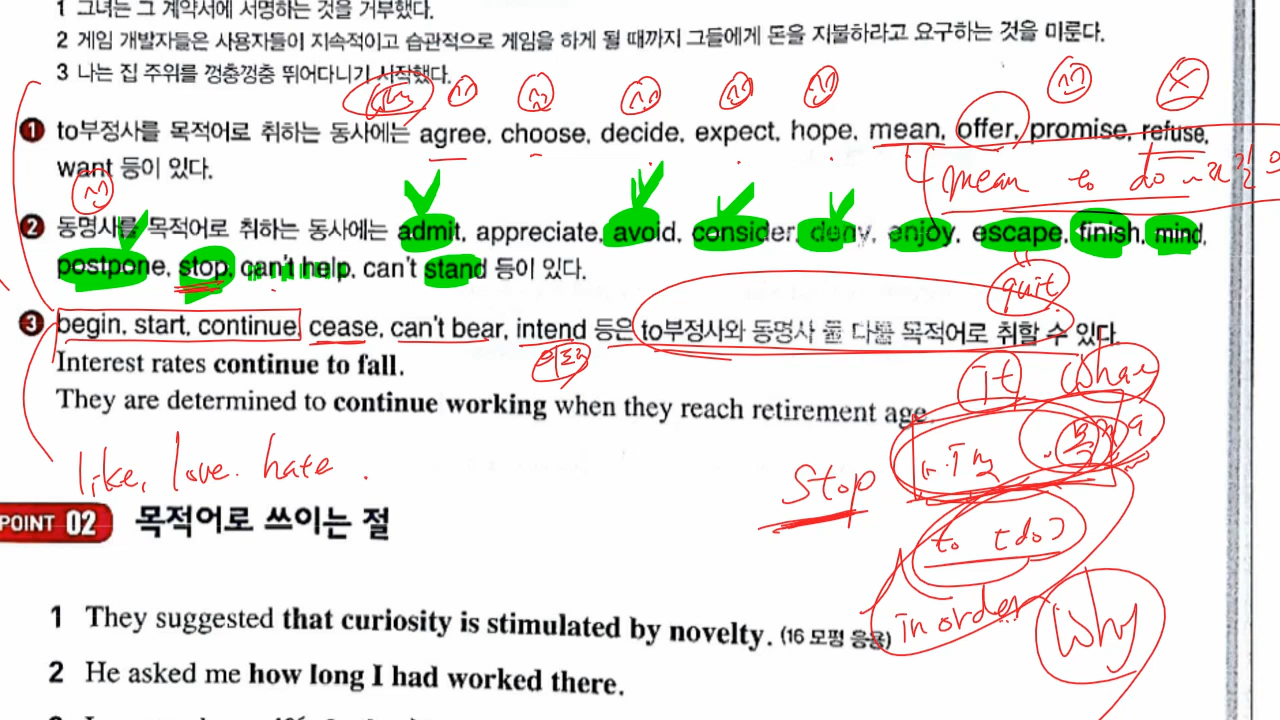 1 그녀는 그 계약서에 서명하는 것을 거부했다.
2 게임 개발자들은 사용자들이 지속적이고 습관적으로 게임을 하게 될 때까지 그들에게 돈을 지불하라고 요구하는 것을 미룬다.
3 나는 집 주위를 껑충껑충 뛰어다니기 시작했다.
1 to부정사를 목적어로 취하는 동사에는 agree, choose, decide, expect, hope, mean, offer, promise, refuse,
want 등이 있다.
mean to do
2 동명사를 목적어로 취하는 동사에는 admit, appreciate, avoid, consider, deny, enjoy, escape, finish, mind,
postpone, stop, can't help, can't stand 등이 있다.
quit
3 begin, start, continue, cease, can't bear, intend 등은 to부정사와 동명사 둘 다를 목적어로 취할 수 있다.
의도
Interest rates continue to fall.
They are determined to continue working when they reach retirement age.
like, love, hate.
Stop
to (do)
in order
Why
POINT 02 목적어로 쓰이는 절
1 They suggested that curiosity is stimulated by novelty. (16 모평 응용)
2 He asked me how long I had worked there.